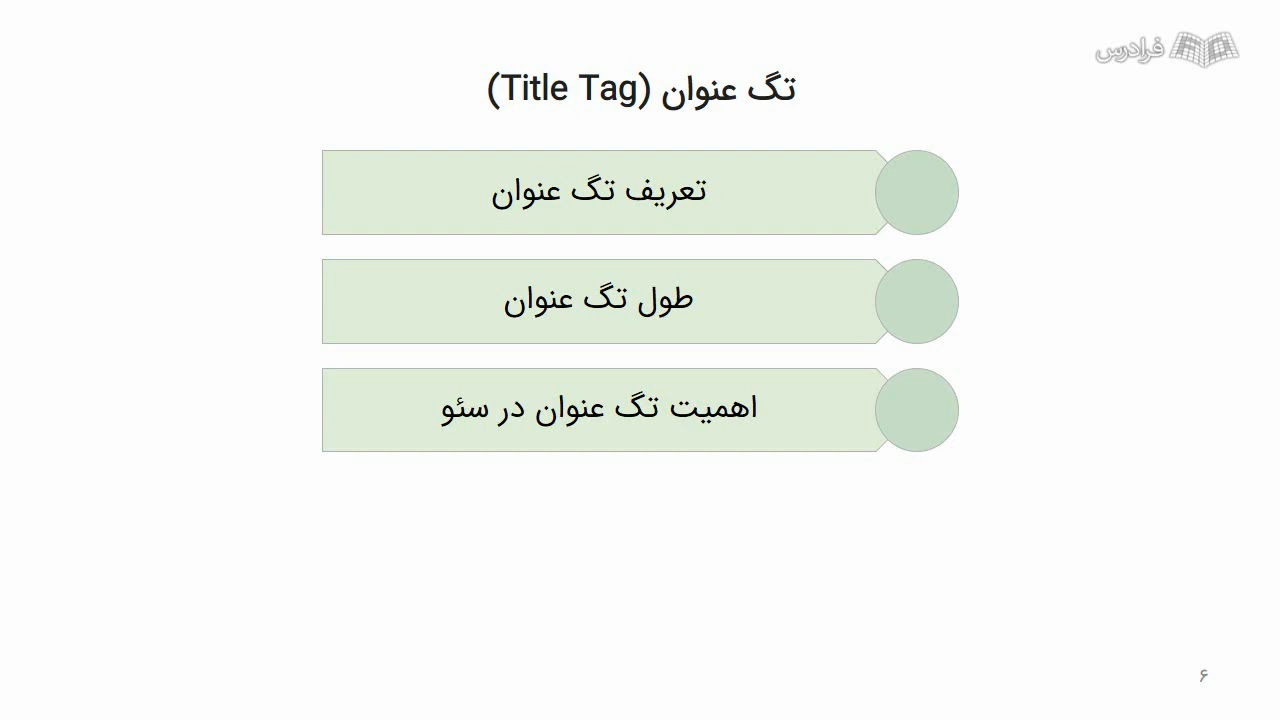 فرادرس
تگ عنوان (Title Tag)
تعریف تگ عنوان
طول تگ عنوان
اهمیت تگ عنوان در سئو
۶